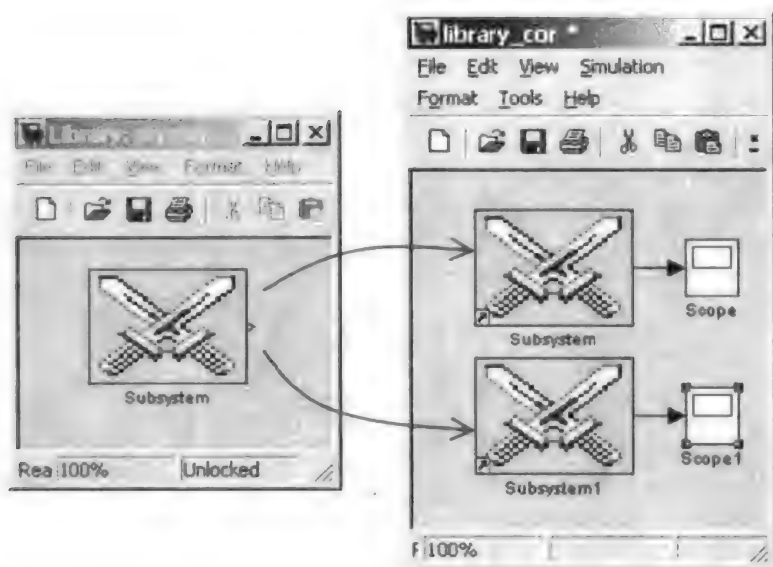 File Edit View Format Help
Subsystem
Rea 100% Unlocked
library_cor *
File Edit View Simulation
Format Tools Help
Subsystem
Scope
Subsystem1
Scope1
F 100%